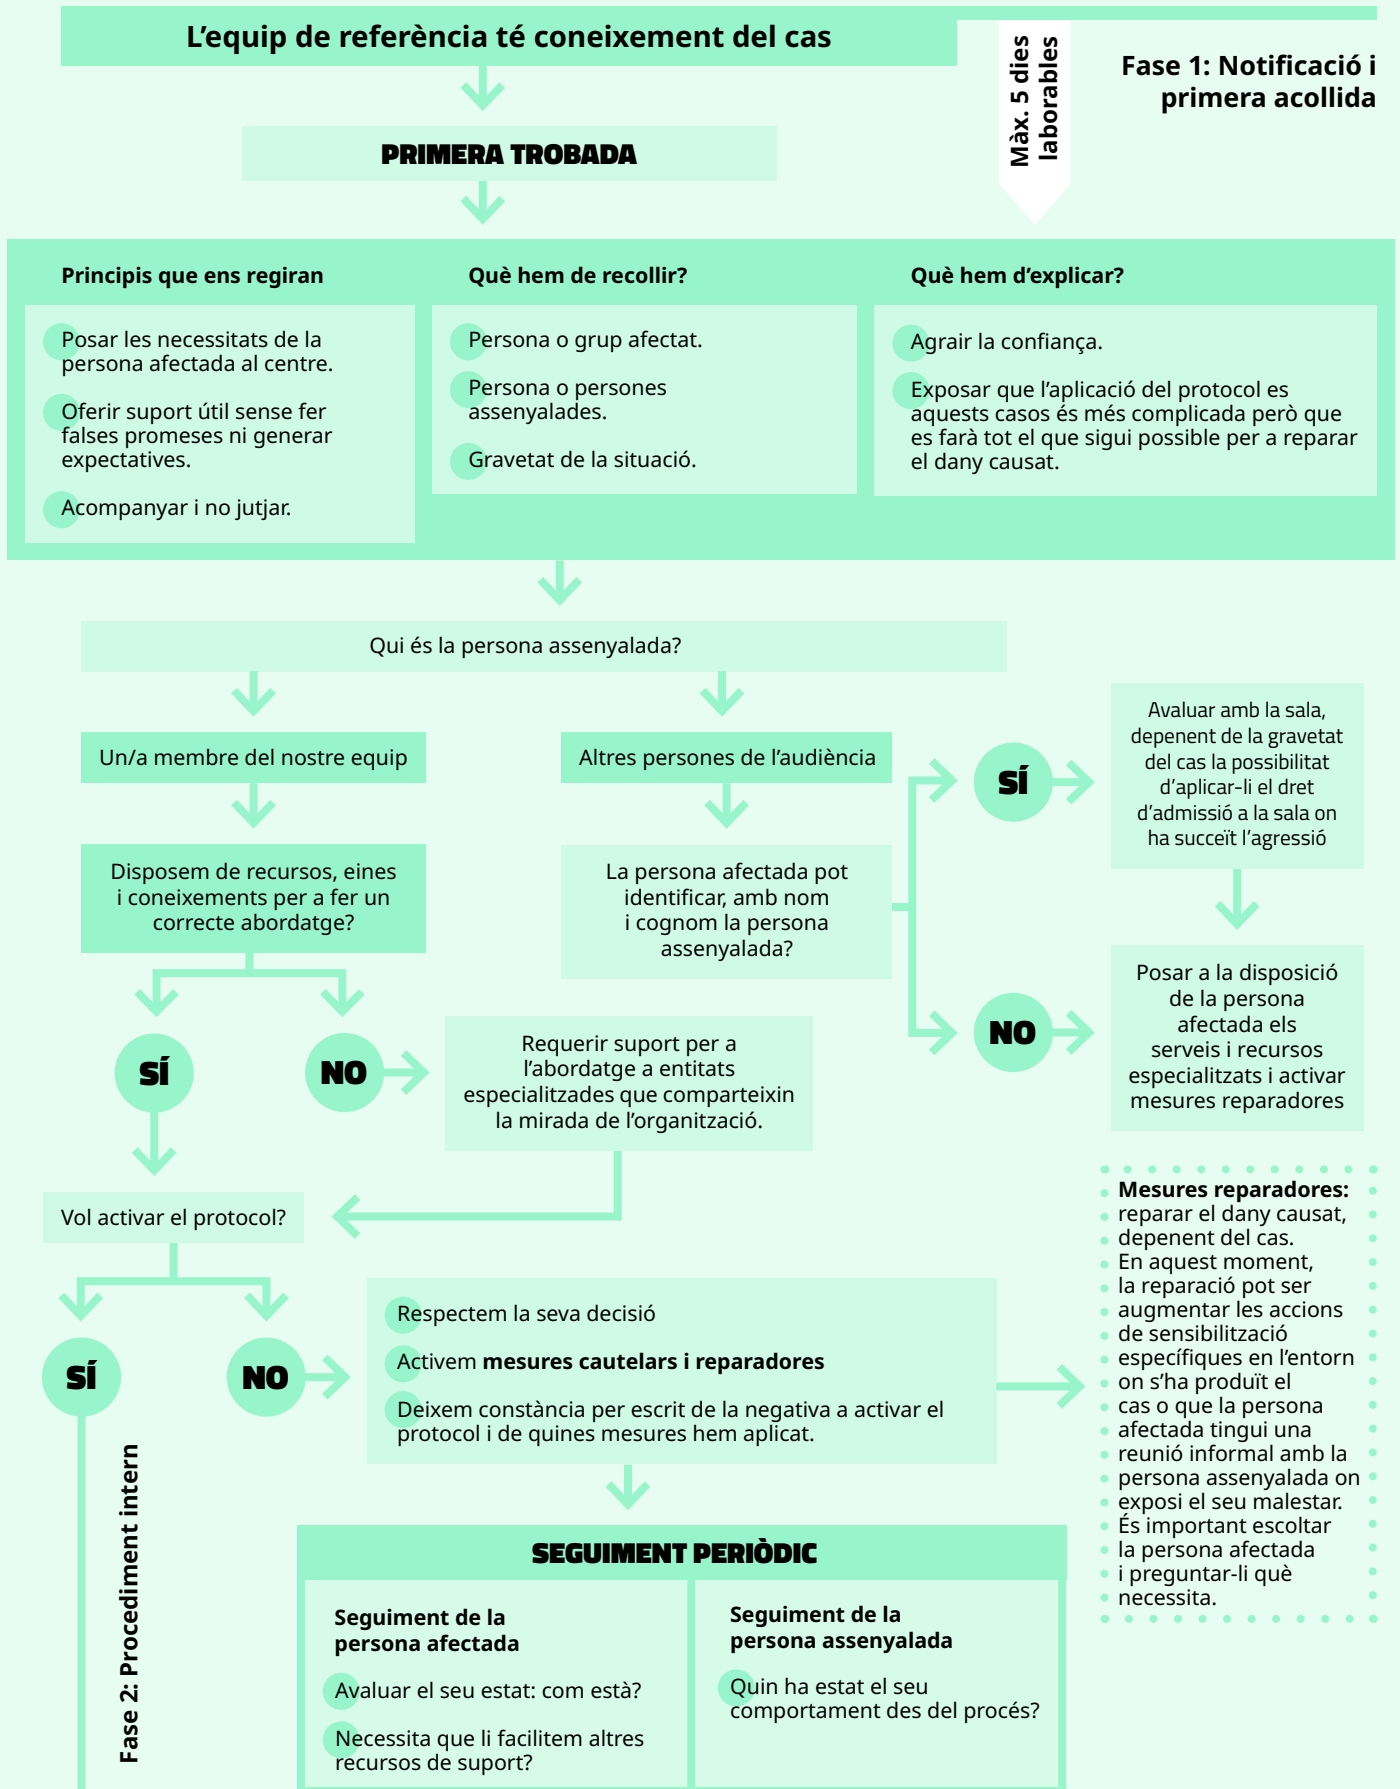 L’equip de referència té coneixement del cas
Màx. 5 dies
laborables
Fase 1: Notificació i
primera acollida
PRIMERA TROBADA
Principis que ens regiran
Posar les necessitats de la
persona afectada al centre.
Oferir suport útil sense fer
falses promeses ni generar
expectatives.
Acompanyar i no jutjar.
Què hem de recollir?
Persona o grup afectat.
Persona o persones
assenyalades.
Gravetat de la situació.
Què hem d’explicar?
Agrair la confiança.
Exposar que l’aplicació del protocol es
aquests casos és més complicada però que
es farà tot el que sigui possible per a reparar
el dany causat.
Qui és la persona assenyalada?
Un/a membre del nostre equip
Altres persones de l’audiència
Disposem de recursos, eines
i coneixements per a fer un
correcte abordatge?
La persona afectada pot
identificar, amb nom
i cognom la persona
assenyalada?
SÍ
Avaluar amb la sala,
depenent de la gravetat
del cas la possibilitat
d’aplicar-li el dret
d’admissió a la sala on
ha succeït l’agressió
NO
Posar a la disposició
de la persona
afectada els
serveis i recursos
especialitzats i activar
mesures reparadores
SÍ
NO
Requerir suport per a
l’abordatge a entitats
especialitzades que comparteixin
la mirada de l’organització.
Vol activar el protocol?
SÍ
NO
Respectem la seva decisió
Activem mesures cautelars i reparadores
Deixem constància per escrit de la negativa a activar el
protocol i de quines mesures hem aplicat.
Mesures reparadores:
reparar el dany causat,
depenent del cas.
En aquest moment,
la reparació pot ser
augmentar les accions
de sensibilització
específiques en l’entorn
on s’ha produït el
cas o que la persona
afectada tingui una
reunió informal amb la
persona assenyalada on
exposi el seu malestar.
És important escoltar
la persona afectada
i preguntar-li què
necessita.
Fase 2: Procediment intern
SEGUIMENT PERIÒDIC
Seguiment de la
persona afectada
Avaluar el seu estat: com està?
Necessita que li facilitem altres
recursos de suport?
Seguiment de la
persona assenyalada
Quin ha estat el seu
comportament des del procés?